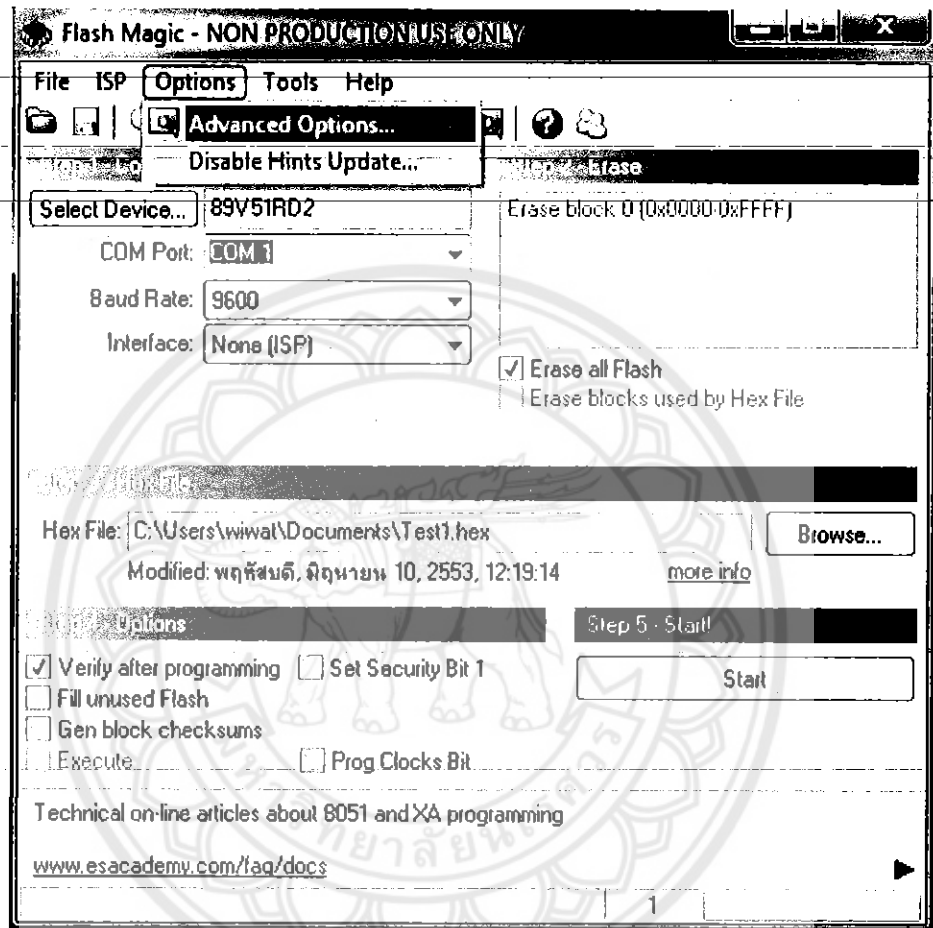 Flash Magic - NON PRODUCTION USE ONLY
File ISP Options Tools Help
Advanced Options...
Disable Hints Update...
Erase
Select Device... 89V51RD2
Erase block 0 (0x0000-0xFFFF)
COM Port: COM 1
Baud Rate: 9600
Interface: None (ISP)
Erase all Flash
Erase blocks used by Hex File
Hex File
Hex File: C:\Users\wiwat\Documents\Test1.hex
Browse...
Modified: พฤหัสบดี, มิถุนายน 10, 2553, 12:19:14
more info
Options
Step 5 - Start!
Verify after programming
Set Security Bit 1
Start
Fill unused Flash
Gen block checksums
Execute
Prog Clocks Bit
Technical on-line articles about 8051 and XA programming
www.esacademy.com/faq/docs
1